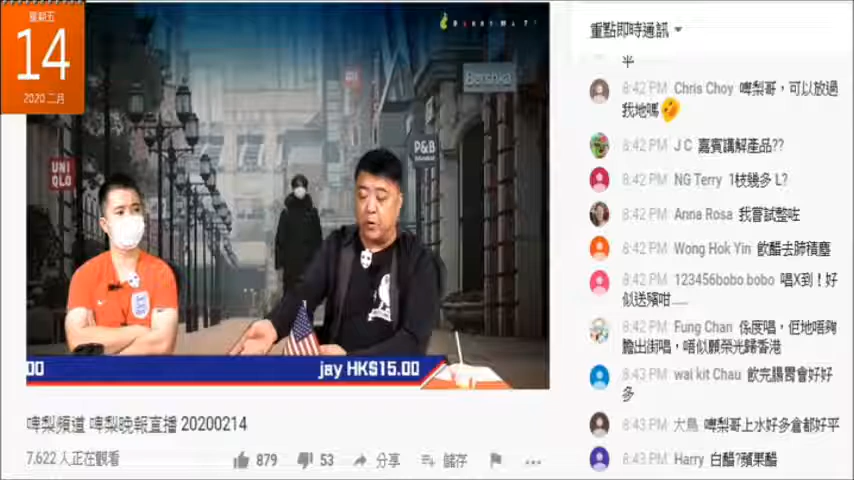 星期五
14
2020 二月
UNI
QLO
P&B
jay HK$15.00
啤梨頻道 啤梨晚報直播 20200214
7,622 人正在觀看
879
53
分享
儲存
重點即時通訊
半
8:42 PM Chris Choy 啤梨哥，可以放過
我地嗎🤣
8:42 PM J C 嘉賓講解產品??
8:42 PM NG Terry 1枝幾多 L?
8:42 PM Anna Rosa 我嘗試整咗
8:42 PM Wong Hok Yin 飲醋去肺積塵
8:42 PM 123456bobo bobo 唱X到！好
似送殯咁.....
8:42 PM Fung Chan 係度唱，佢地唔夠
膽出街唱，唔似願榮光歸香港
8:43 PM wai kit Chau 飲完腸胃會好好
多
8:43 PM 大鳥 啤梨哥上水好多倉都好平
8:43 PM Harry 白醋?蘋果醋